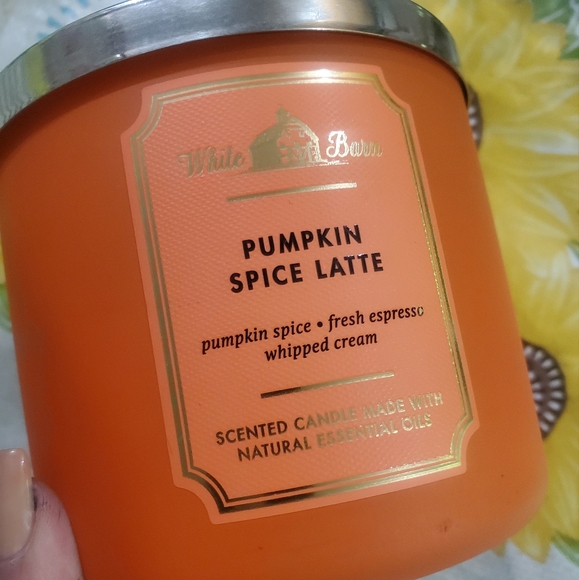 White Barn
PUMPKIN
SPICE LATTE
pumpkin spice • fresh espresso
whipped cream
SCENTED CANDLE MADE WITH
NATURAL ESSENTIAL OILS